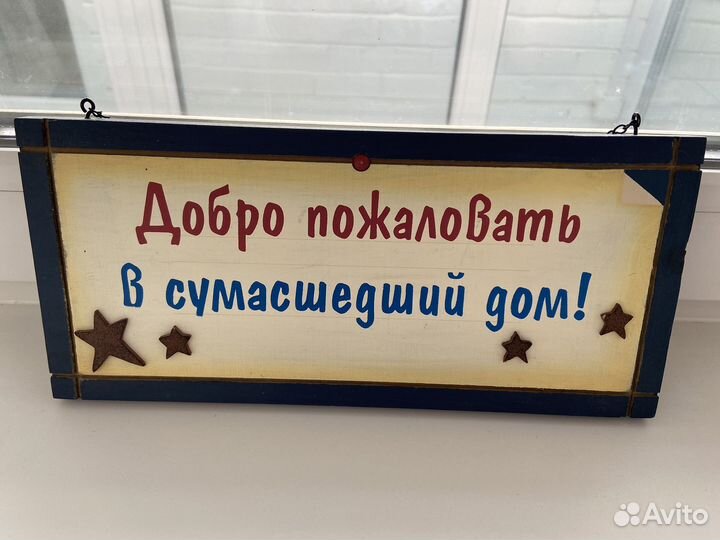 Добро пожаловать
в сумасшедший дом!
Avito